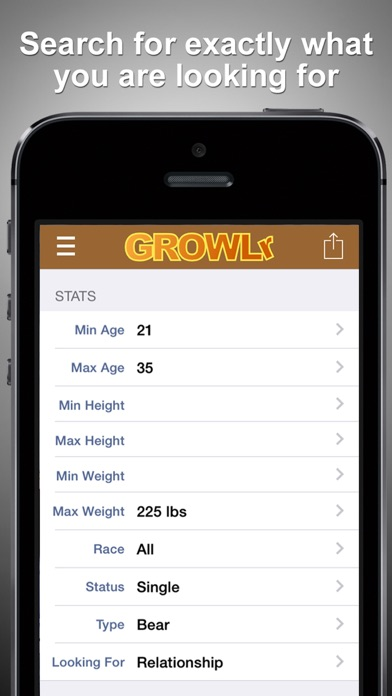 Search for exactly what
you are looking for
GROWLr
STATS
Min Age 21
Max Age 35
Min Height
Max Height
Min Weight
Max Weight 225 lbs
Race All
Status Single
Type Bear
Looking For Relationship